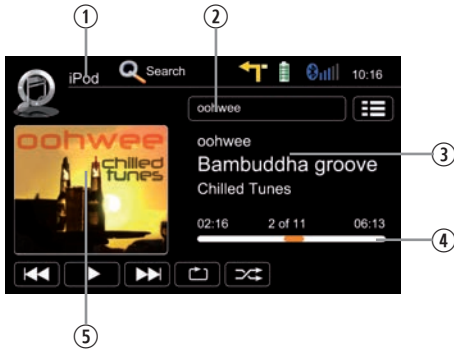 ① ②
iPod Search 10:16
oohwee
③
oohwee
chilled
tunes
oohwee
Bambuddha groove
Chilled Tunes
02:16 2 of 11 06:13
④
⑤